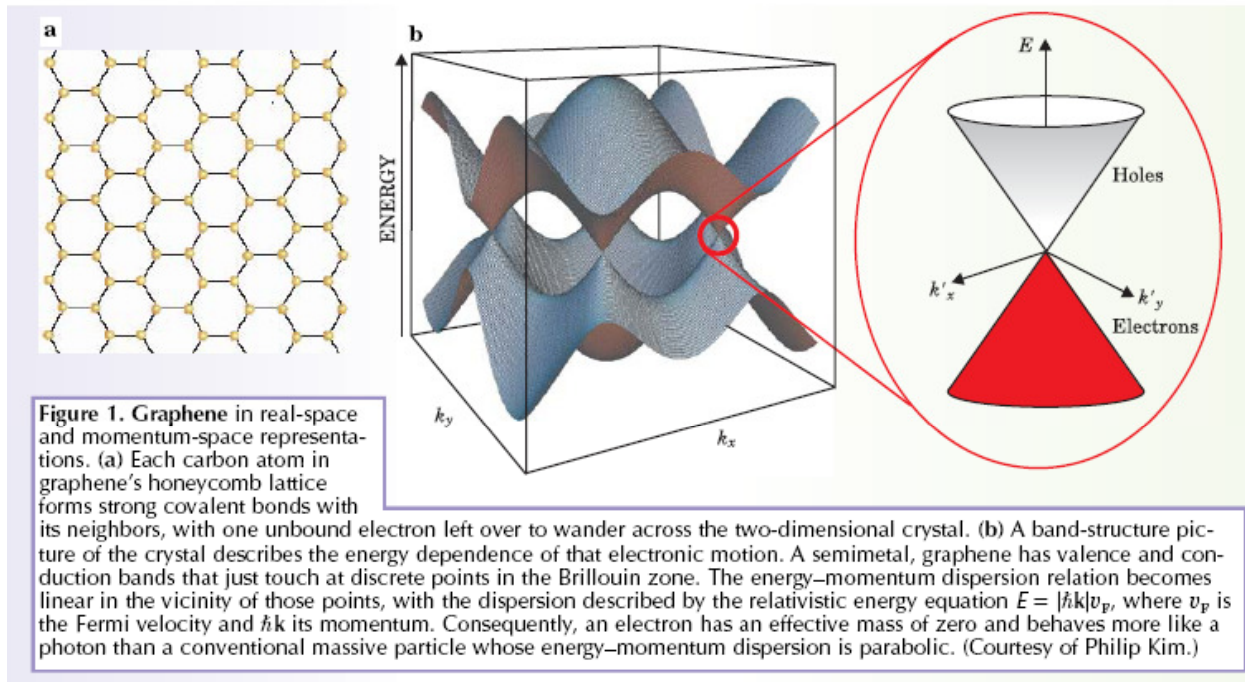 a
b
ENERGY
k_y
k_x
E
Holes
k'_x
k'_y
Electrons
Figure 1. Graphene in real-space
and momentum-space representa-
tions. (a) Each carbon atom in
graphene's honeycomb lattice
forms strong covalent bonds with
its neighbors, with one unbound electron left over to wander across the two-dimensional crystal. (b) A band-structure pic-
ture of the crystal describes the energy dependence of that electronic motion. A semimetal, graphene has valence and con-
duction bands that just touch at discrete points in the Brillouin zone. The energy–momentum dispersion relation becomes
linear in the vicinity of those points, with the dispersion described by the relativistic energy equation E = |ħk|v_F, where v_F is
the Fermi velocity and ħk its momentum. Consequently, an electron has an effective mass of zero and behaves more like a
photon than a conventional massive particle whose energy–momentum dispersion is parabolic. (Courtesy of Philip Kim.)